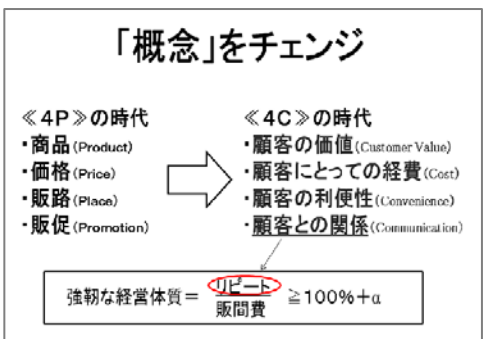 「概念」をチェンジ
≪4P≫の時代
・商品(Product)
・価格(Price)
・販路(Place)
・販促(Promotion)
≪4C≫の時代
・顧客の価値(Customer Value)
・顧客にとっての経費(Cost)
・顧客の利便性(Convenience)
・顧客との関係(Communication)
強靭な経営体質＝ リピート
販間費 ≧100%＋α